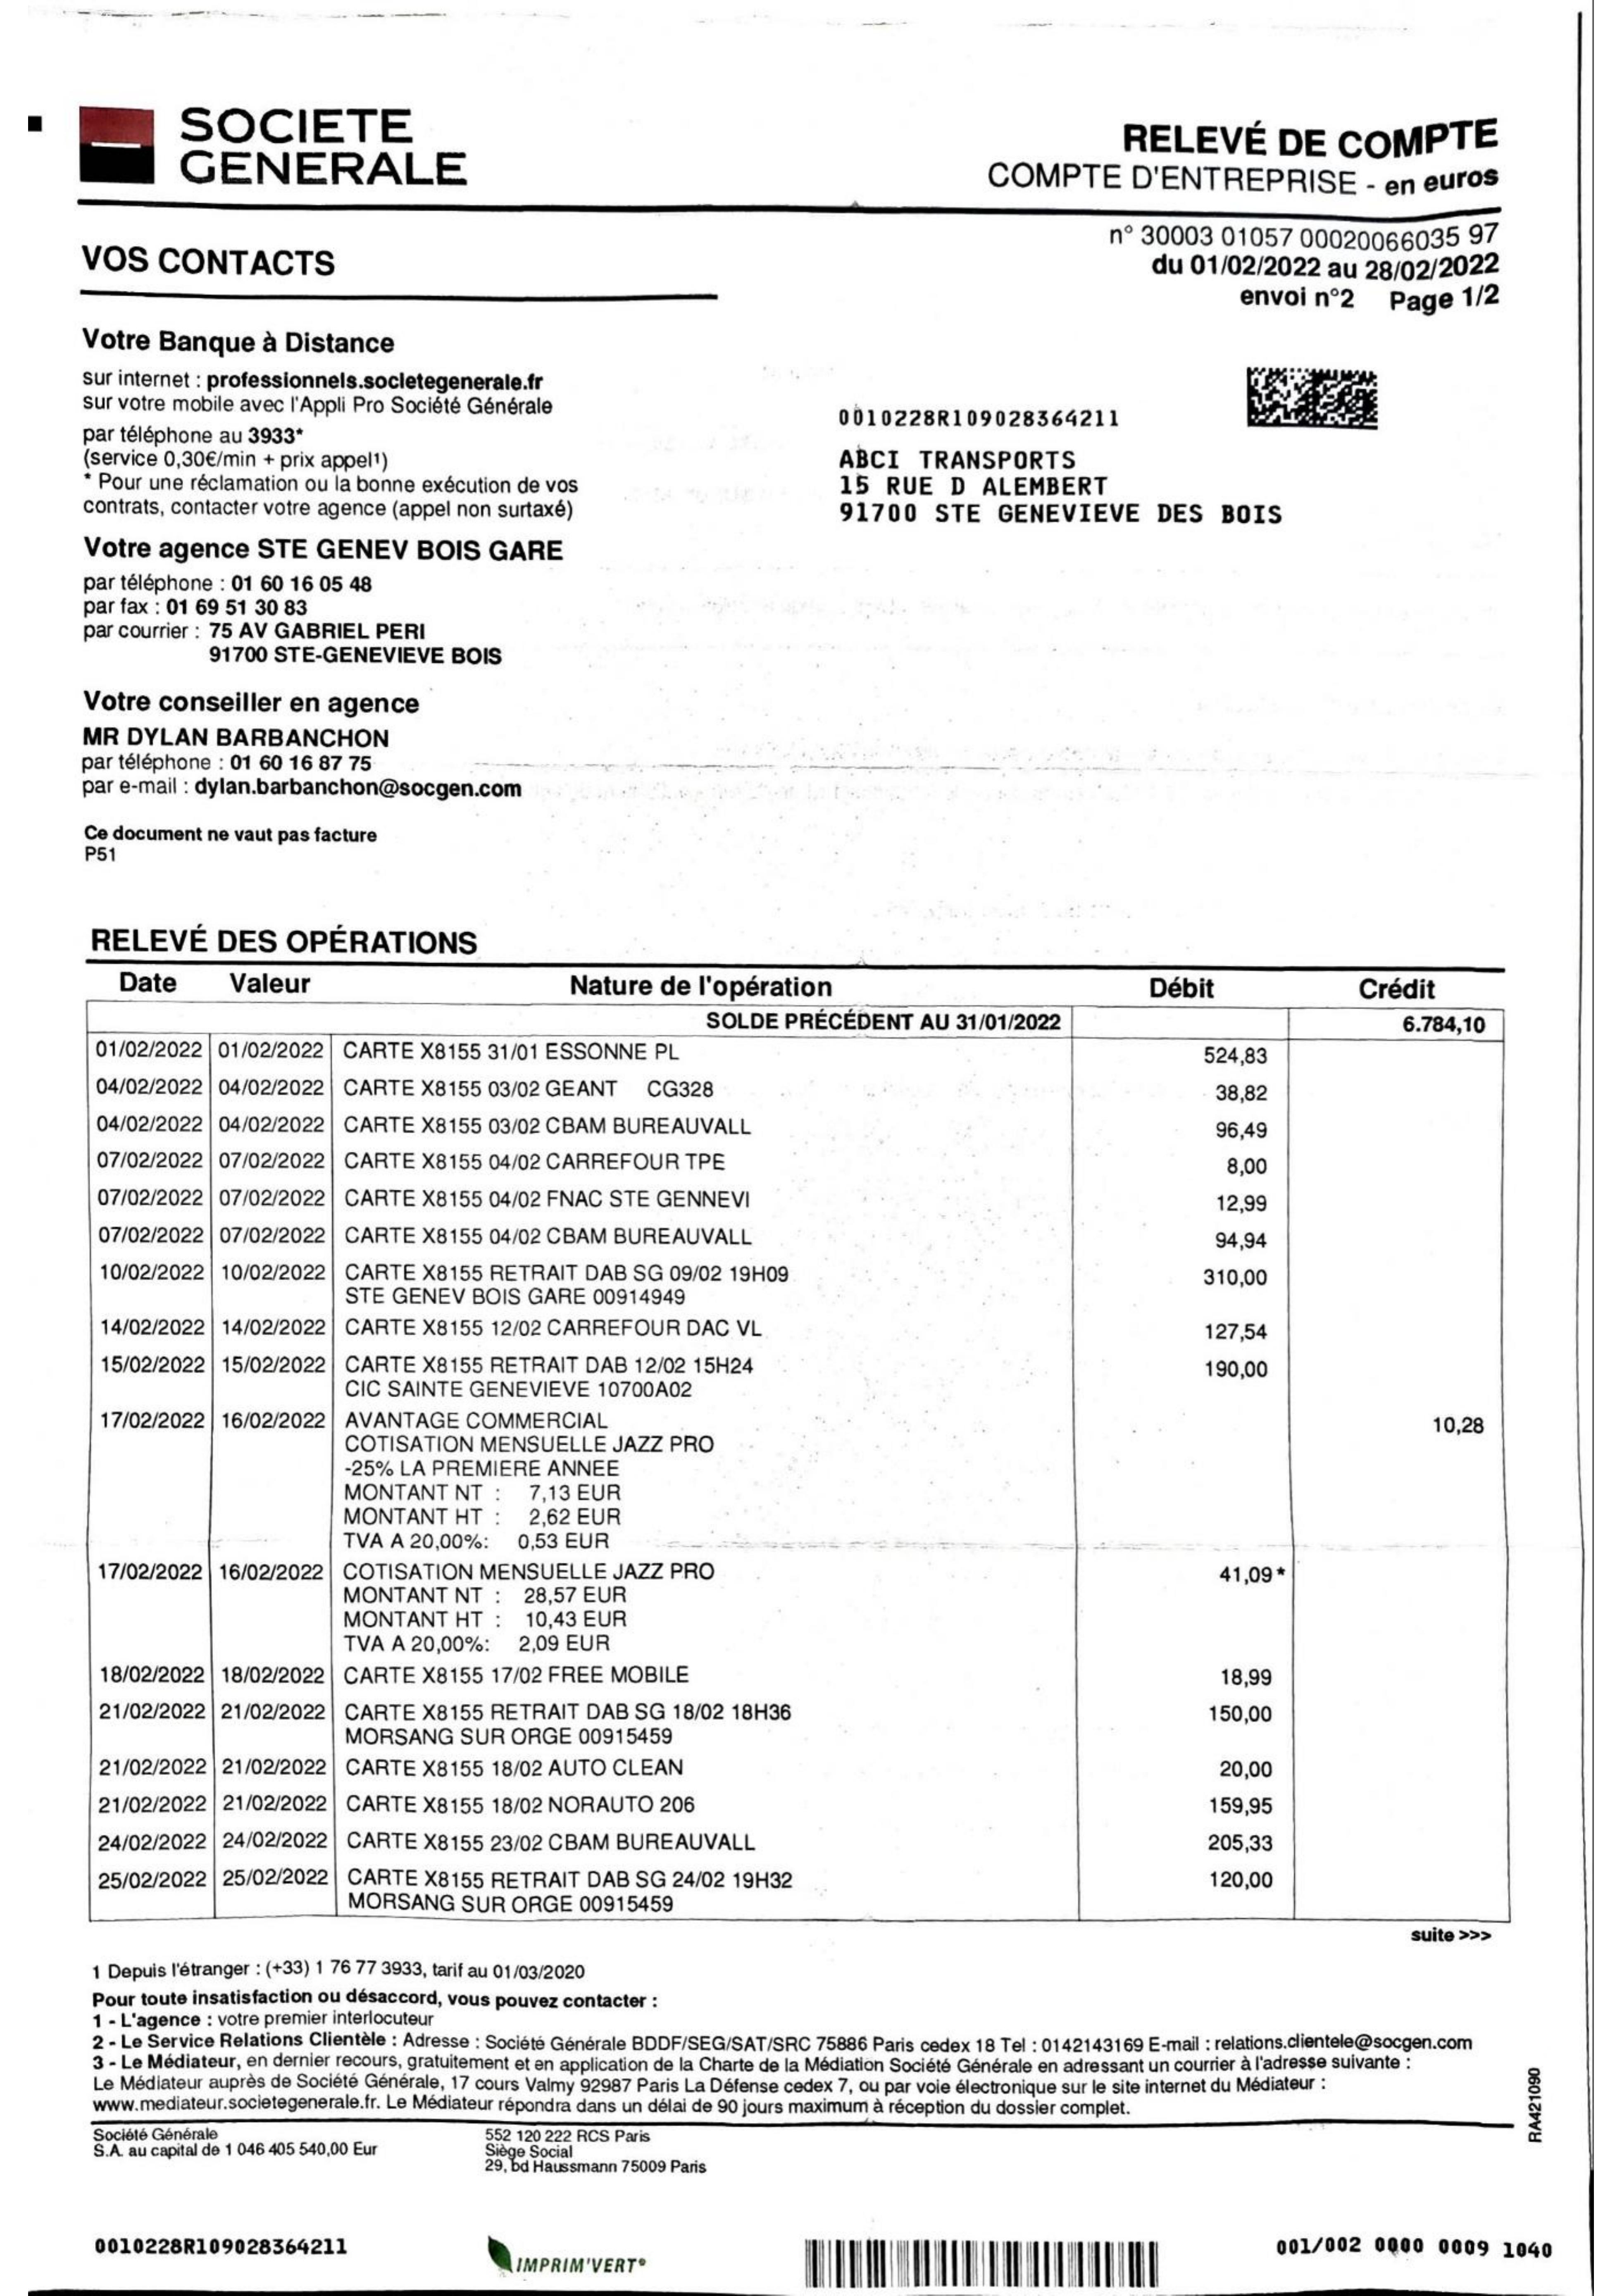 SOCIETE
GENERALE
RELEVÉ DE COMPTE
COMPTE D'ENTREPRISE - en euros
n° 30003 01057 00020066035 97
du 01/02/2022 au 28/02/2022
envoi n°2 Page 1/2
VOS CONTACTS
Votre Banque à Distance
sur internet : professionnels.societegenerale.fr
sur votre mobile avec l'Appli Pro Société Générale
par téléphone au 3933*
(service 0,30€/min + prix appel¹)
* Pour une réclamation ou la bonne exécution de vos
contrats, contacter votre agence (appel non surtaxé)
0010228R109028364211
ABCI TRANSPORTS
15 RUE D ALEMBERT
91700 STE GENEVIEVE DES BOIS
Votre agence STE GENEV BOIS GARE
par téléphone : 01 60 16 05 48
par fax : 01 69 51 30 83
par courrier : 75 AV GABRIEL PERI
91700 STE-GENEVIEVE BOIS
Votre conseiller en agence
MR DYLAN BARBANCHON
par téléphone : 01 60 16 87 75
par e-mail : dylan.barbanchon@socgen.com
Ce document ne vaut pas facture
P51
RELEVÉ DES OPÉRATIONS
Date Valeur Nature de l'opération Débit Crédit
SOLDE PRÉCÉDENT AU 31/01/2022 6.784,10
01/02/2022 01/02/2022 CARTE X8155 31/01 ESSONNE PL 524,83
04/02/2022 04/02/2022 CARTE X8155 03/02 GEANT CG328 38,82
04/02/2022 04/02/2022 CARTE X8155 03/02 CBAM BUREAUVALL 96,49
07/02/2022 07/02/2022 CARTE X8155 04/02 CARREFOUR TPE 8,00
07/02/2022 07/02/2022 CARTE X8155 04/02 FNAC STE GENNEVI 12,99
07/02/2022 07/02/2022 CARTE X8155 04/02 CBAM BUREAUVALL 94,94
10/02/2022 10/02/2022 CARTE X8155 RETRAIT DAB SG 09/02 19H09 310,00
STE GENEV BOIS GARE 00914949
14/02/2022 14/02/2022 CARTE X8155 12/02 CARREFOUR DAC VL 127,54
15/02/2022 15/02/2022 CARTE X8155 RETRAIT DAB 12/02 15H24 190,00
CIC SAINTE GENEVIEVE 10700A02
17/02/2022 16/02/2022 AVANTAGE COMMERCIAL 10,28
COTISATION MENSUELLE JAZZ PRO
-25% LA PREMIERE ANNEE
MONTANT NT : 7,13 EUR
MONTANT HT : 2,62 EUR
TVA A 20,00%: 0,53 EUR
17/02/2022 16/02/2022 COTISATION MENSUELLE JAZZ PRO 41,09 *
MONTANT NT : 28,57 EUR
MONTANT HT : 10,43 EUR
TVA A 20,00%: 2,09 EUR
18/02/2022 18/02/2022 CARTE X8155 17/02 FREE MOBILE 18,99
21/02/2022 21/02/2022 CARTE X8155 RETRAIT DAB SG 18/02 18H36 150,00
MORSANG SUR ORGE 00915459
21/02/2022 21/02/2022 CARTE X8155 18/02 AUTO CLEAN 20,00
21/02/2022 21/02/2022 CARTE X8155 18/02 NORAUTO 206 159,95
24/02/2022 24/02/2022 CARTE X8155 23/02 CBAM BUREAUVALL 205,33
25/02/2022 25/02/2022 CARTE X8155 RETRAIT DAB SG 24/02 19H32 120,00
MORSANG SUR ORGE 00915459
suite >>>
1 Depuis l'étranger : (+33) 1 76 77 3933, tarif au 01/03/2020
Pour toute insatisfaction ou désaccord, vous pouvez contacter :
1 - L'agence : votre premier interlocuteur
2 - Le Service Relations Clientèle : Adresse : Société Générale BDDF/SEG/SAT/SRC 75886 Paris cedex 18 Tel : 0142143169 E-mail : relations.clientele@socgen.com
3 - Le Médiateur, en dernier recours, gratuitement et en application de la Charte de la Médiation Société Générale en adressant un courrier à l'adresse suivante :
Le Médiateur auprès de Société Générale, 17 cours Valmy 92987 Paris La Défense cedex 7, ou par voie électronique sur le site internet du Médiateur :
www.mediateur.societegenerale.fr. Le Médiateur répondra dans un délai de 90 jours maximum à réception du dossier complet.
RA421090
Société Générale
S.A. au capital de 1 046 405 540,00 Eur
552 120 222 RCS Paris
Siège Social
29, bd Haussmann 75009 Paris
0010228R109028364211
IMPRIM'VERT®
001/002 0000 0009 1040